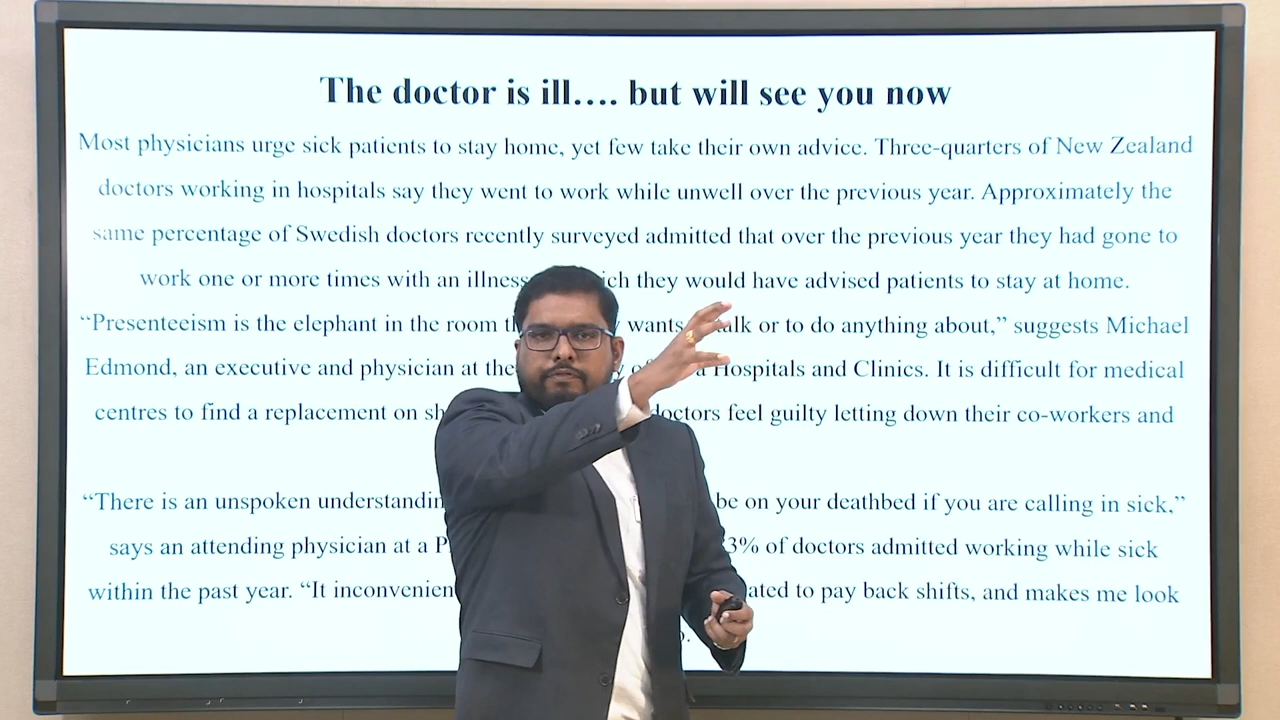 The doctor is ill…. but will see you now
Most physicians urge sick patients to stay home, yet few take their own advice. Three-quarters of New Zealand
doctors working in hospitals say they went to work while unwell over the previous year. Approximately the
same percentage of Swedish doctors recently surveyed admitted that over the previous year they had gone to
work one or more times with an illness they would have advised patients to stay at home.
“Presenteeism is the elephant in the room wants talk or to do anything about,” suggests Michael
Edmond, an executive and physician at the Hospitals and Clinics. It is difficult for medical
centres to find a replacement on doctors feel guilty letting down their co-workers and
“There is an unspoken be on your deathbed if you are calling in sick,”
says an attending physician at a of doctors admitted working while sick
within the past year. “It to pay back shifts, and makes me look